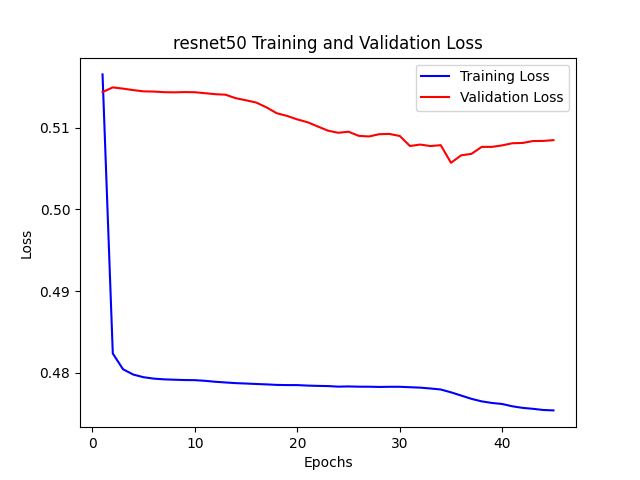 resnet50 Training and Validation Loss
Training Loss
Validation Loss
0.51
0.50
0.49
0.48
Loss
0
10
20
30
40
Epochs